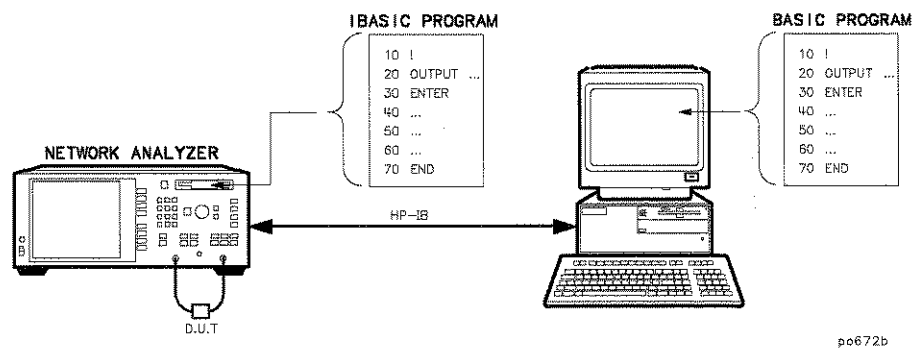 IBASIC PROGRAM
10 !
20 OUTPUT ...
30 ENTER
40 ...
50 ...
60 ...
70 END
BASIC PROGRAM
10 !
20 OUTPUT ...
30 ENTER
40 ...
50 ...
60 ...
70 END
NETWORK ANALYZER
HP-IB
D.U.T
po672b